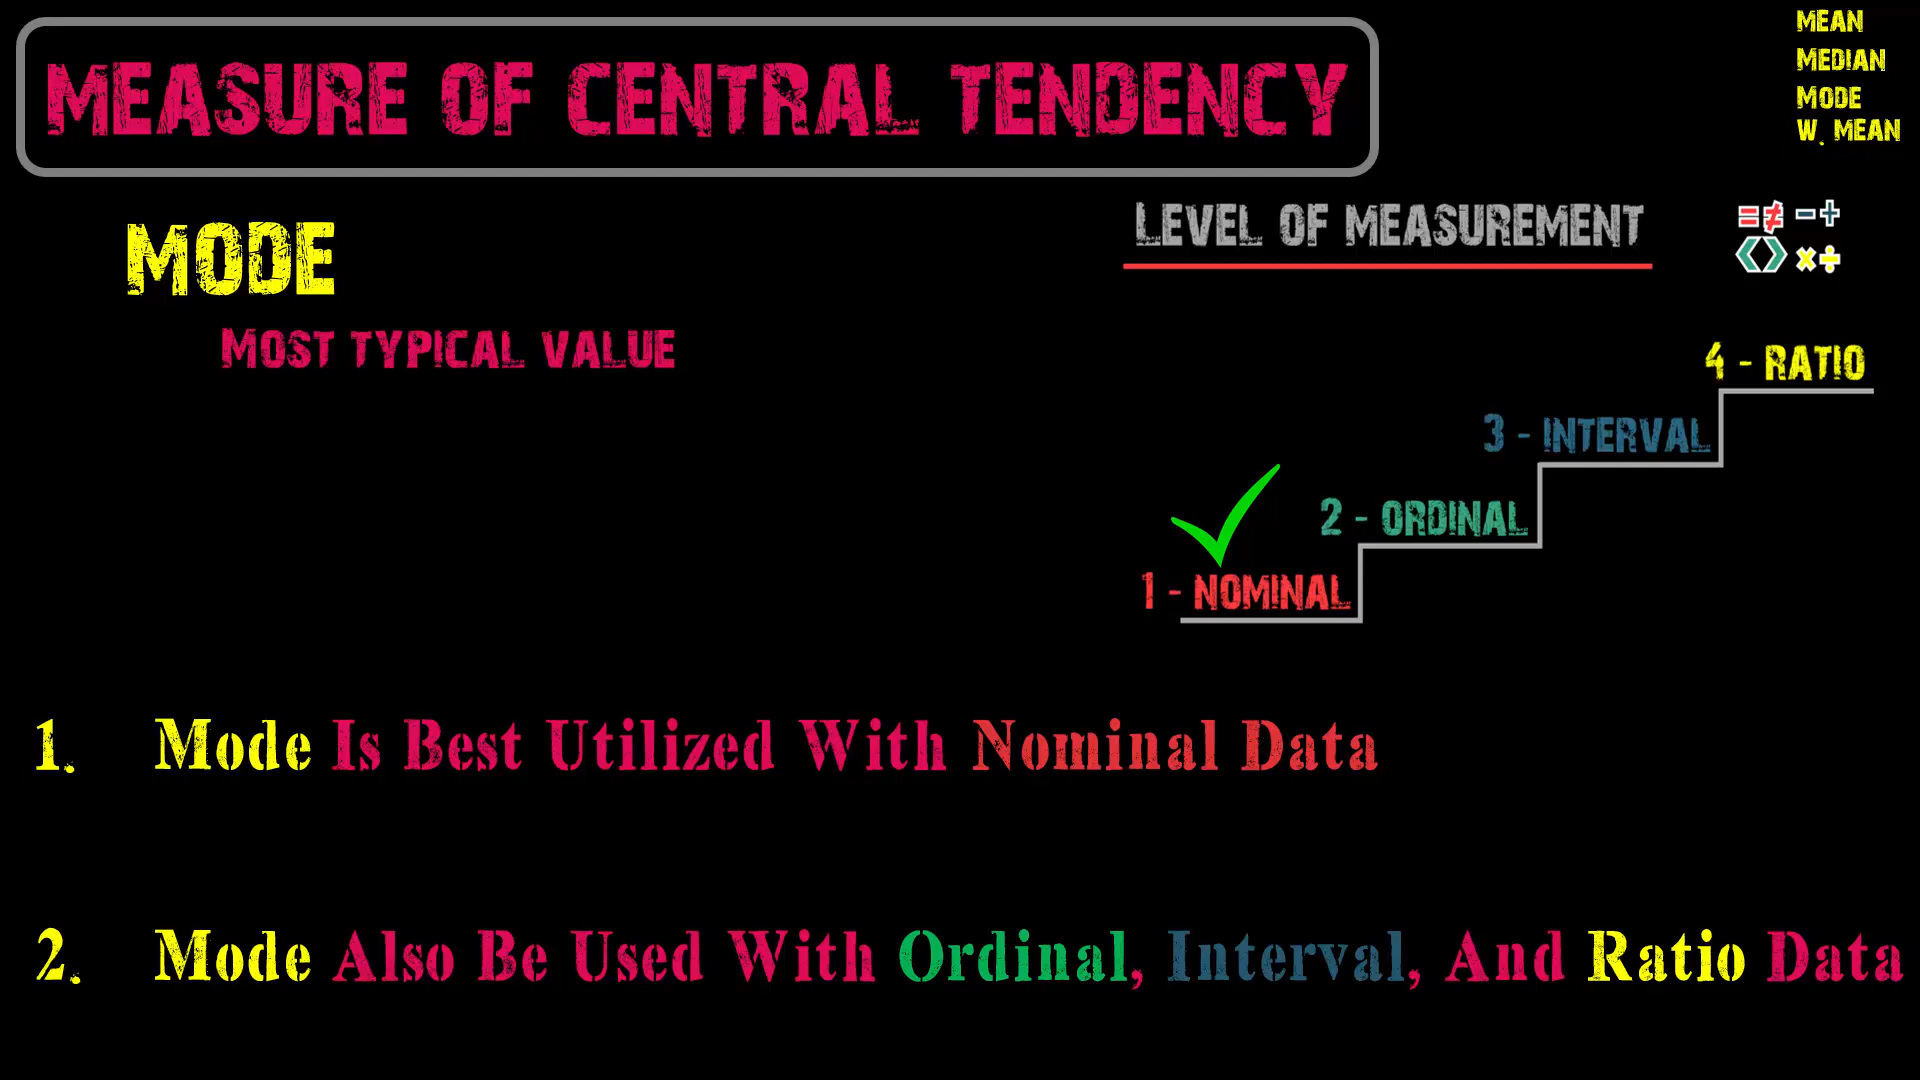 MEASURE OF CENTRAL TENDENCY
MEAN
MEDIAN
MODE
W. MEAN
MODE
MOST TYPICAL VALUE
LEVEL OF MEASUREMENT
=≠ -+
<> ×÷
4 - RATIO
3 - INTERVAL
2 - ORDINAL
1 - NOMINAL
1. Mode Is Best Utilized With Nominal Data
2. Mode Also Be Used With Ordinal, Interval, And Ratio Data